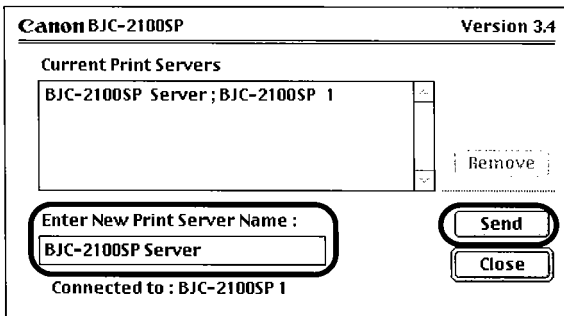 Canon BJC-2100SP Version 3.4
Current Print Servers
BJC-2100SP Server;BJC-2100SP 1
Remove
Enter New Print Server Name :
Send
BJC-2100SP Server
Close
Connected to : BJC-2100SP 1